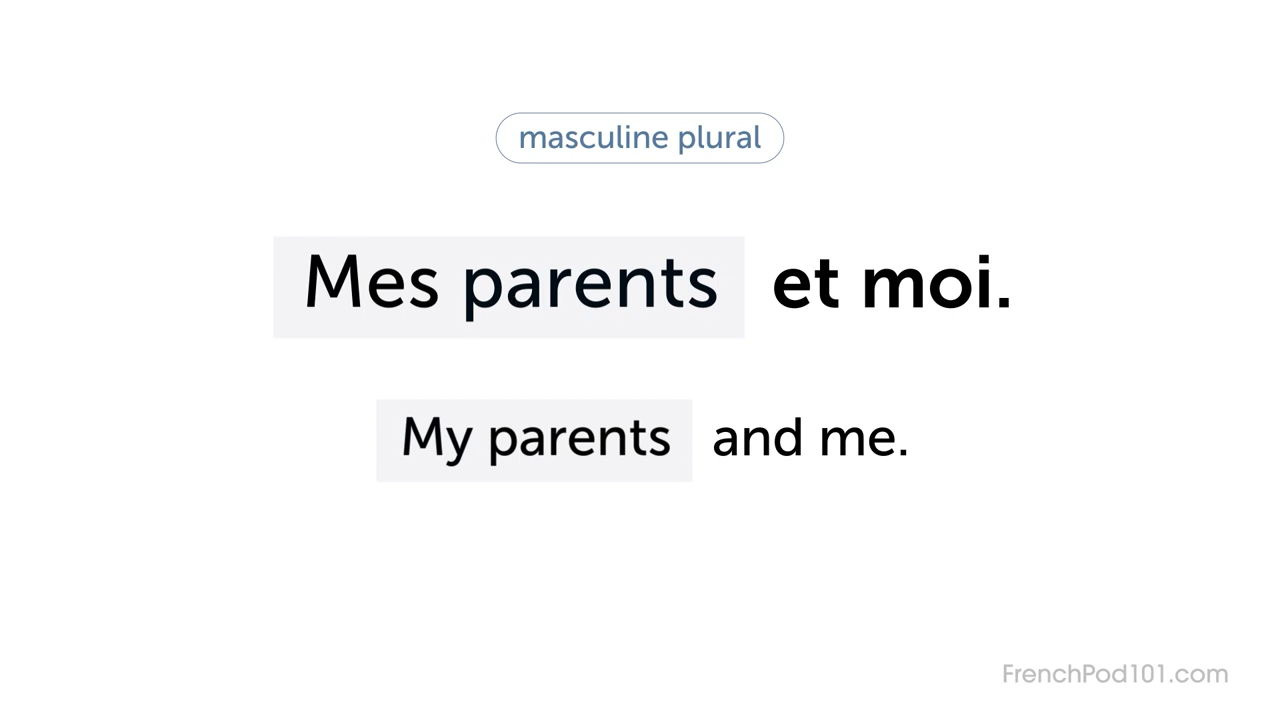 masculine plural
Mes parents et moi.
My parents and me.
FrenchPod101.com